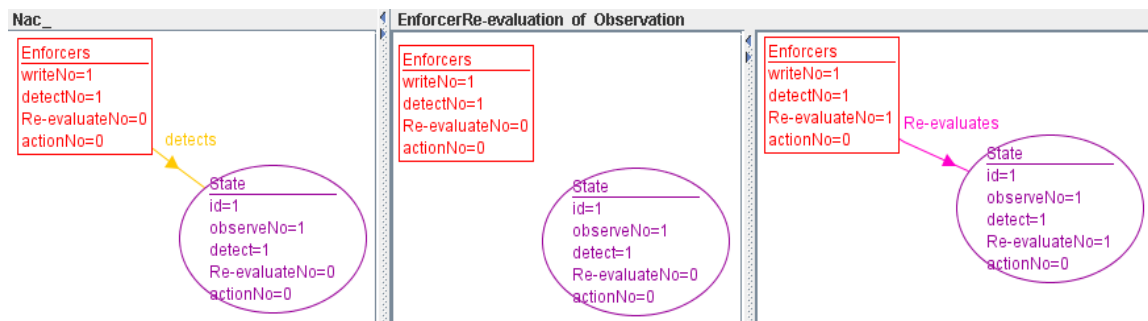 Nac_
EnforcerRe-evaluation of Observation
Enforcers
writeNo=1
detectNo=1
Re-evaluateNo=0
actionNo=0
detects
State
id=1
observeNo=1
detect=1
Re-evaluateNo=0
actionNo=0
Enforcers
writeNo=1
detectNo=1
Re-evaluateNo=0
actionNo=0
State
id=1
observeNo=1
detect=1
Re-evaluateNo=0
actionNo=0
Enforcers
writeNo=1
detectNo=1
Re-evaluateNo=1
actionNo=0
Re-evaluates
State
id=1
observeNo=1
detect=1
Re-evaluateNo=1
actionNo=0